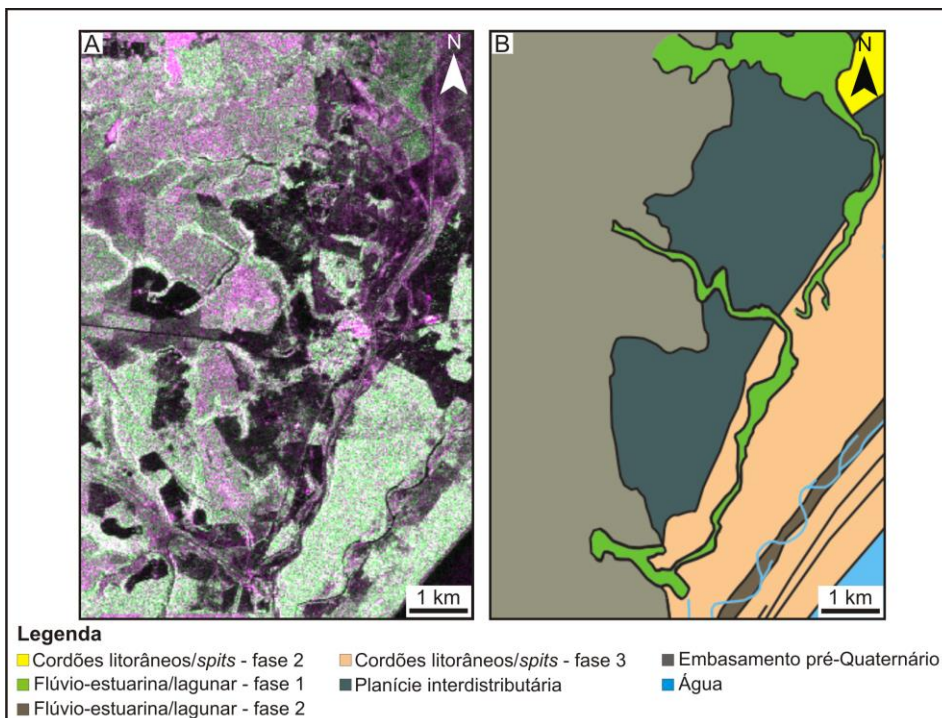 A
N
1 km
B
N
1 km
Legenda
Cordões litorâneos/spits - fase 2
Cordões litorâneos/spits - fase 3
Embasamento pré-Quaternário
Flúvio-estuarina/lagunar - fase 1
Planície interdistributária
Água
Flúvio-estuarina/lagunar - fase 2